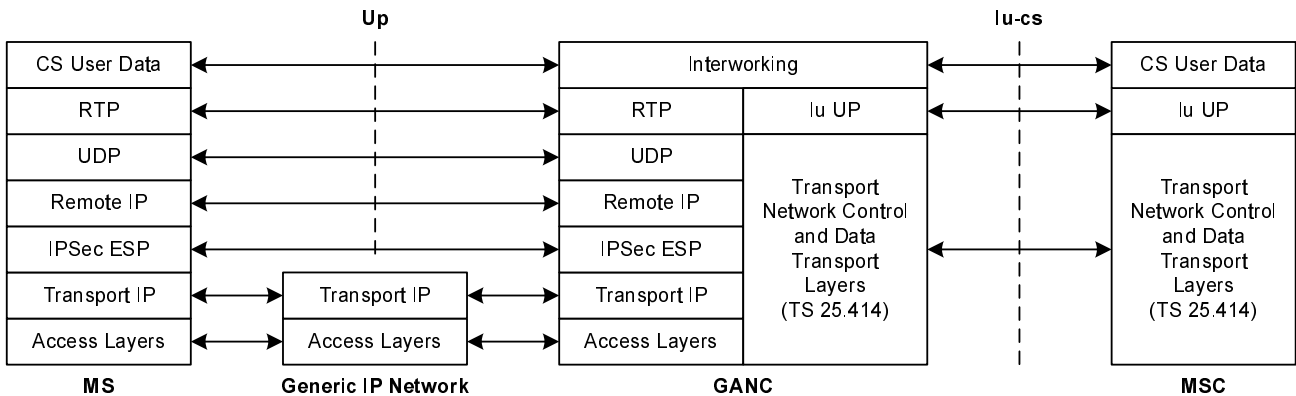 Up
Iu-cs
CS User Data
Interworking
CS User Data
RTP
RTP
Iu UP
Iu UP
UDP
UDP
Remote IP
Remote IP
IPSec ESP
IPSec ESP
Transport
Network Control
and Data
Transport
Layers
(TS 25.414)
Transport
Network Control
and Data
Transport
Layers
(TS 25.414)
Transport IP
Transport IP
Transport IP
Access Layers
Access Layers
Access Layers
MS
Generic IP Network
GANC
MSC